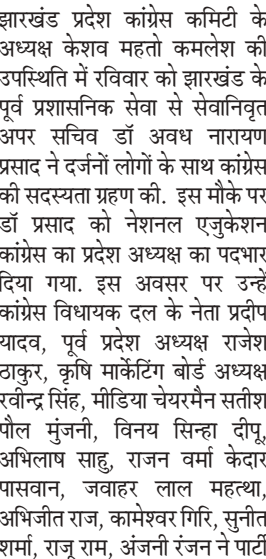 झारखंड प्रदेश कांग्रेस कमिटी के
अध्यक्ष केशव महतो कमलेश की
उपस्थिति में रविवार को झारखंड के
पूर्व प्रशासनिक सेवा से सेवानिवृत
अपर सचिव डॉ अवध नारायण
प्रसाद ने दर्जनों लोगों के साथ कांग्रेस
की सदस्यता ग्रहण की. इस मौके पर
डॉ प्रसाद को नेशनल एजुकेशन
कांग्रेस का प्रदेश अध्यक्ष का पदभार
दिया गया. इस अवसर पर उन्हें
कांग्रेस विधायक दल के नेता प्रदीप
यादव, पूर्व प्रदेश अध्यक्ष राजेश
ठाकुर, कृषि मार्केटिंग बोर्ड अध्यक्ष
रवीन्द्र सिंह, मीडिया चेयरमैन सतीश
पौल मुंजनी, विनय सिन्हा दीपू,
अभिलाष साहु, राजन वर्मा केदार
पासवान, जवाहर लाल महत्था,
अभिजीत राज, कामेश्वर गिरि, सुनीत
शर्मा, राजू राम, अंजनी रंजन ने पार्टी